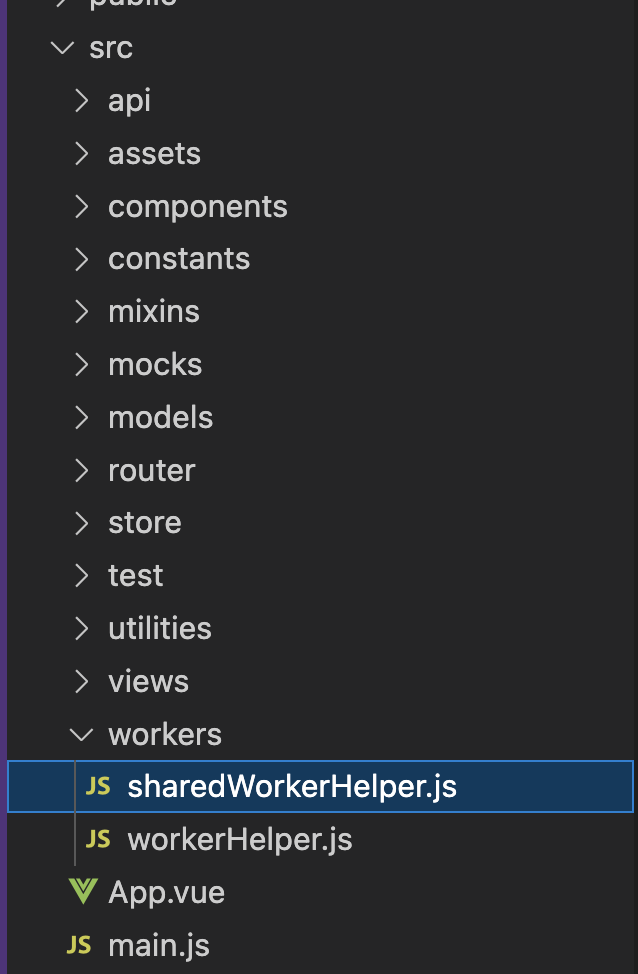 public
src
api
assets
components
constants
mixins
mocks
models
router
store
test
utilities
views
workers
JS sharedWorkerHelper.js
JS workerHelper.js
App.vue
JS main.js